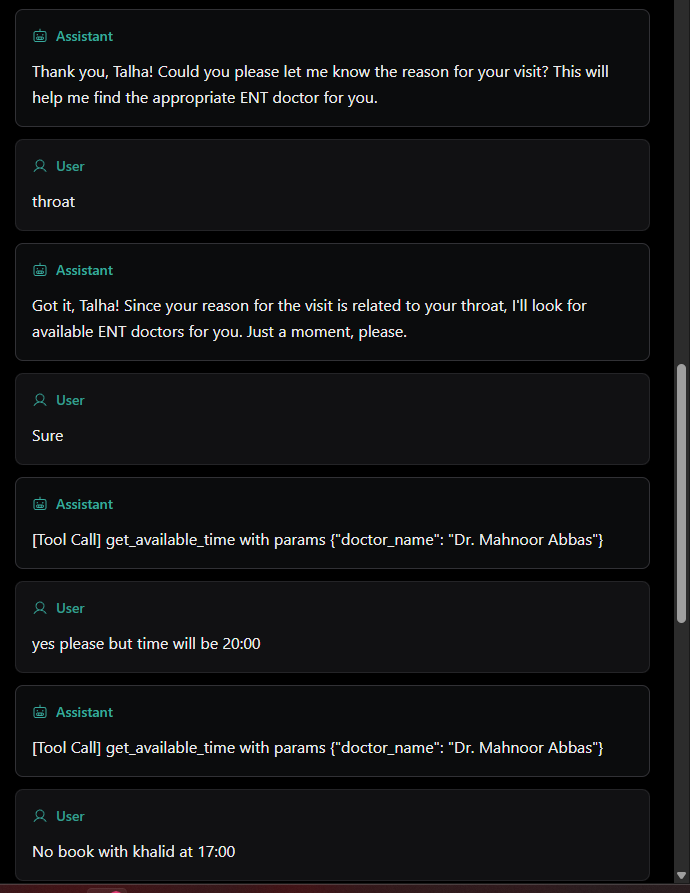 Assistant
Thank you, Talha! Could you please let me know the reason for your visit? This will
help me find the appropriate ENT doctor for you.
User
throat
Assistant
Got it, Talha! Since your reason for the visit is related to your throat, I'll look for
available ENT doctors for you. Just a moment, please.
User
Sure
Assistant
[Tool Call] get_available_time with params {"doctor_name": "Dr. Mahnoor Abbas"}
User
yes please but time will be 20:00
Assistant
[Tool Call] get_available_time with params {"doctor_name": "Dr. Mahnoor Abbas"}
User
No book with khalid at 17:00